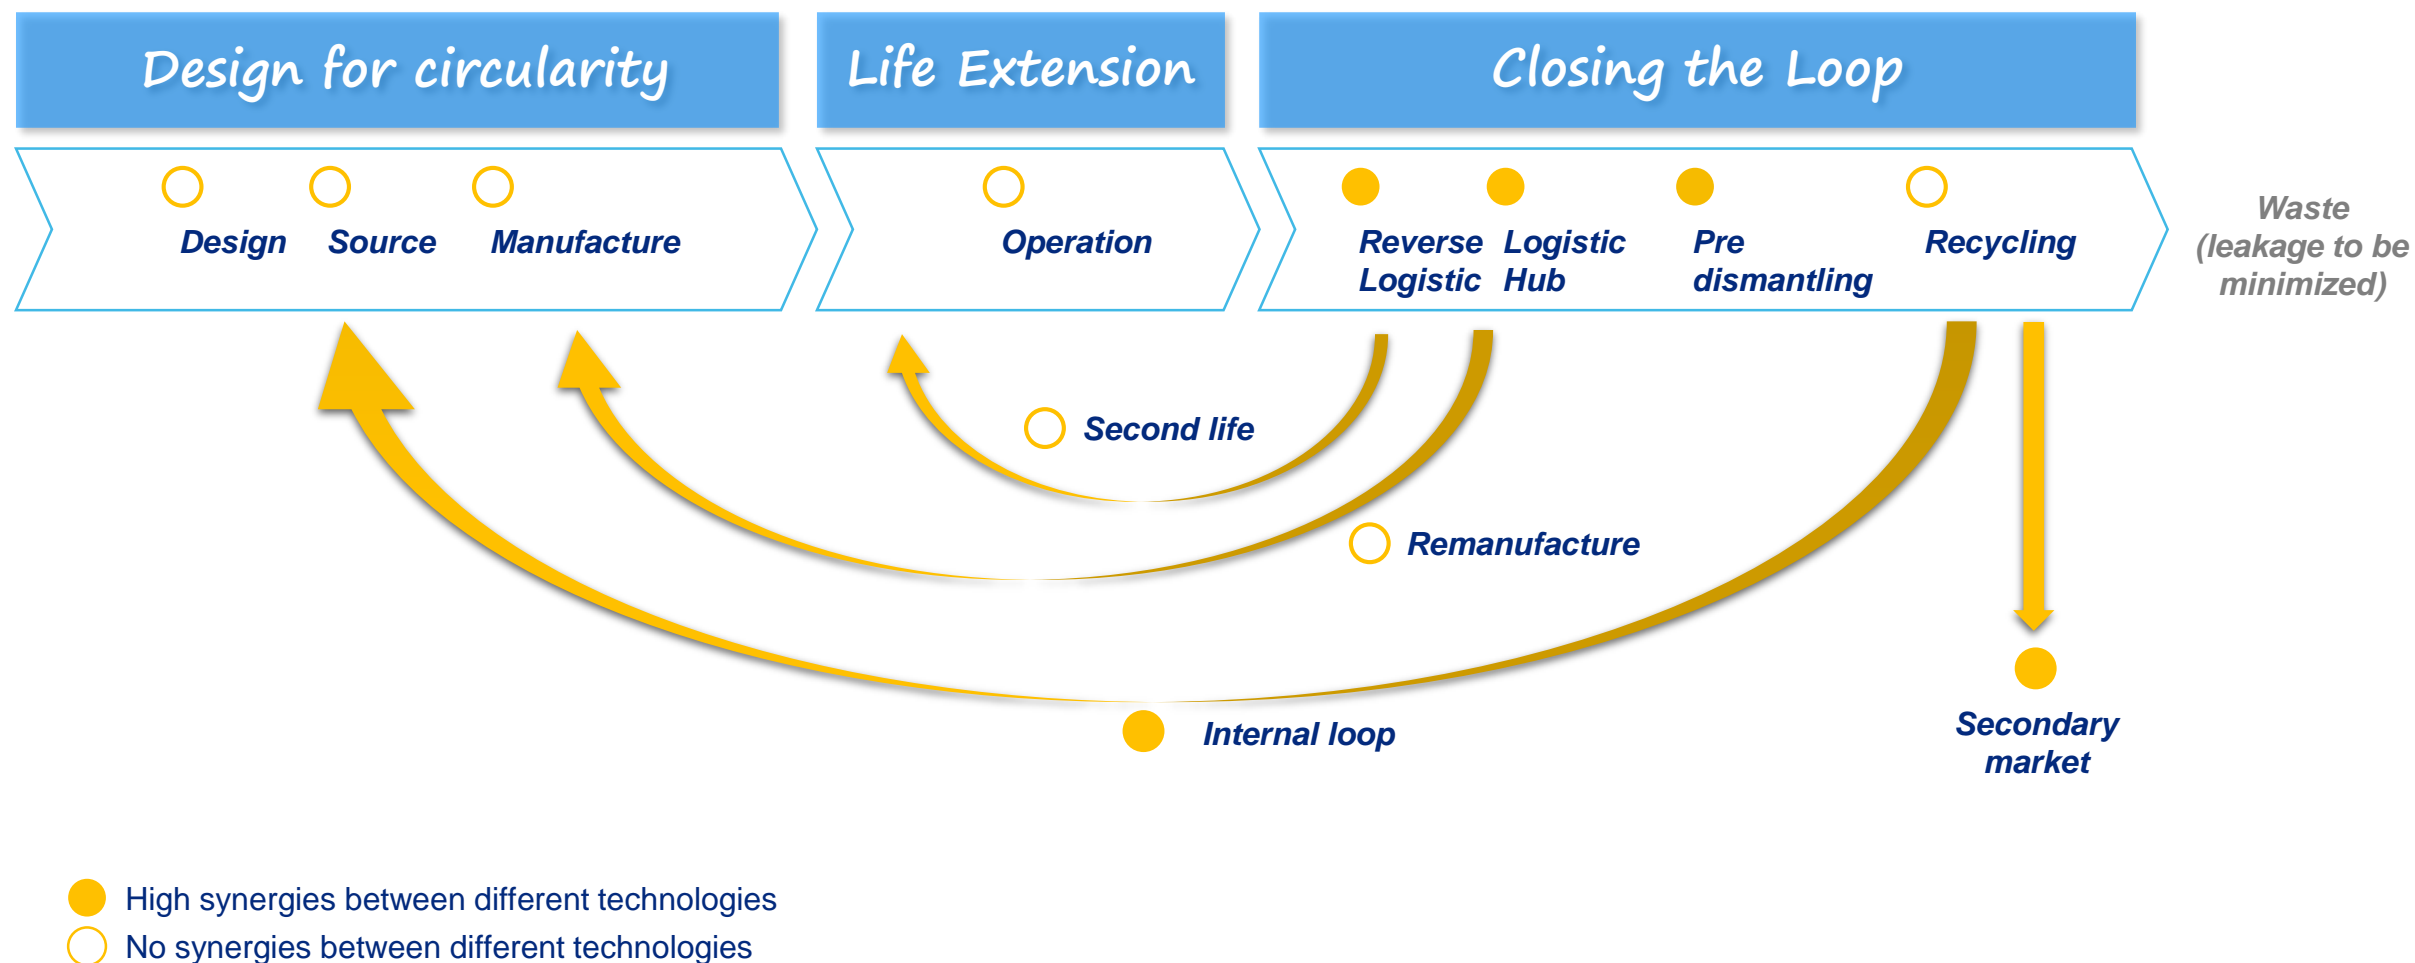 Design for circularity
Life Extension
Closing the Loop
Design
Source
Manufacture
Operation
Reverse
Logistic
Logistic
Hub
Pre
dismantling
Recycling
Waste
(leakage to be
minimized)
Second life
Remanufacture
Internal loop
Secondary
market
High synergies between different technologies
No synergies between different technologies